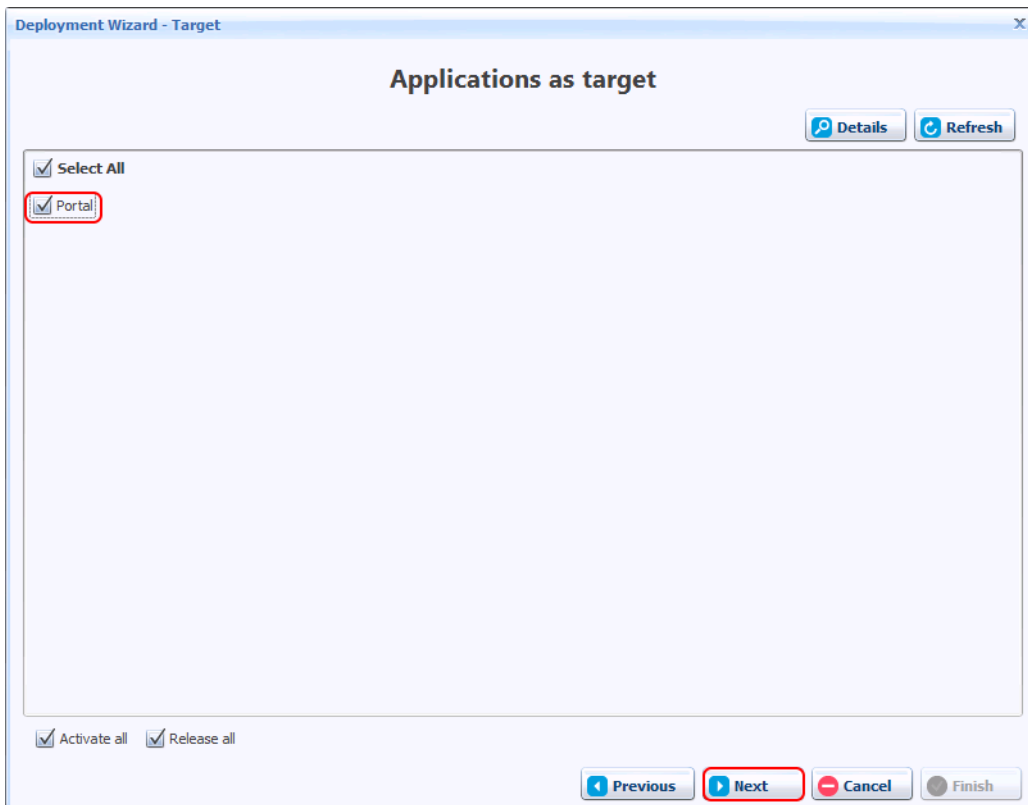 Deployment Wizard - Target
Applications as target
Details Refresh
Select All
Portal
Activate all Release all
Previous Next Cancel Finish